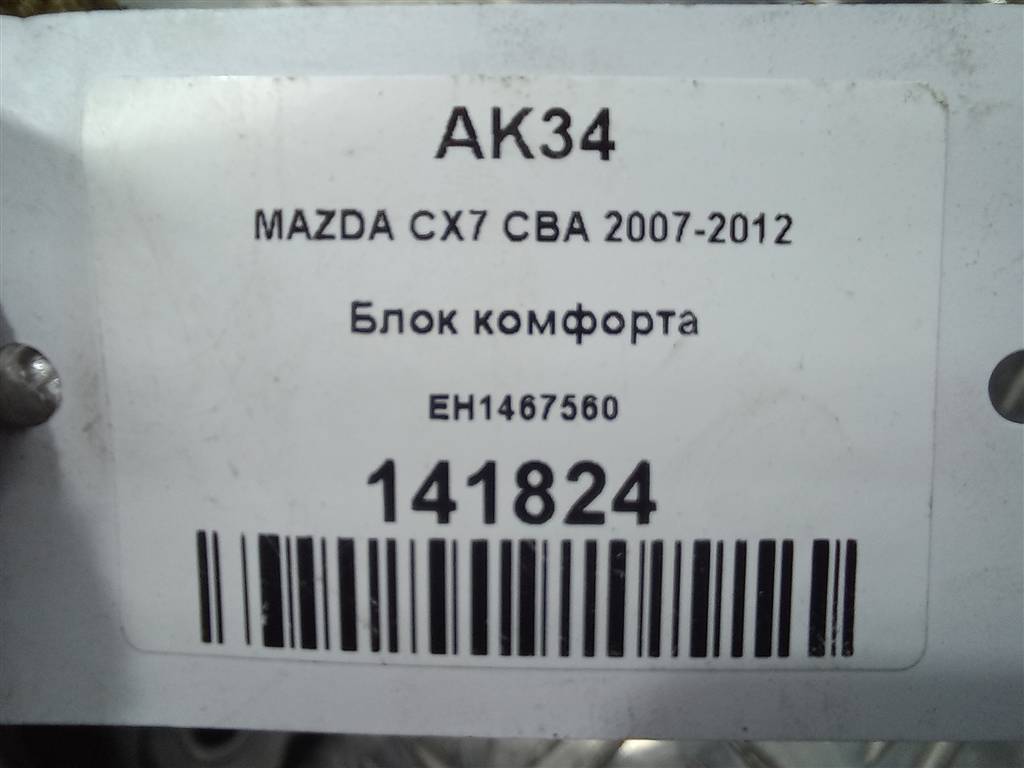 AK34
MAZDA CX7 CBA 2007-2012
Блок комфорта
EH1467560
141824